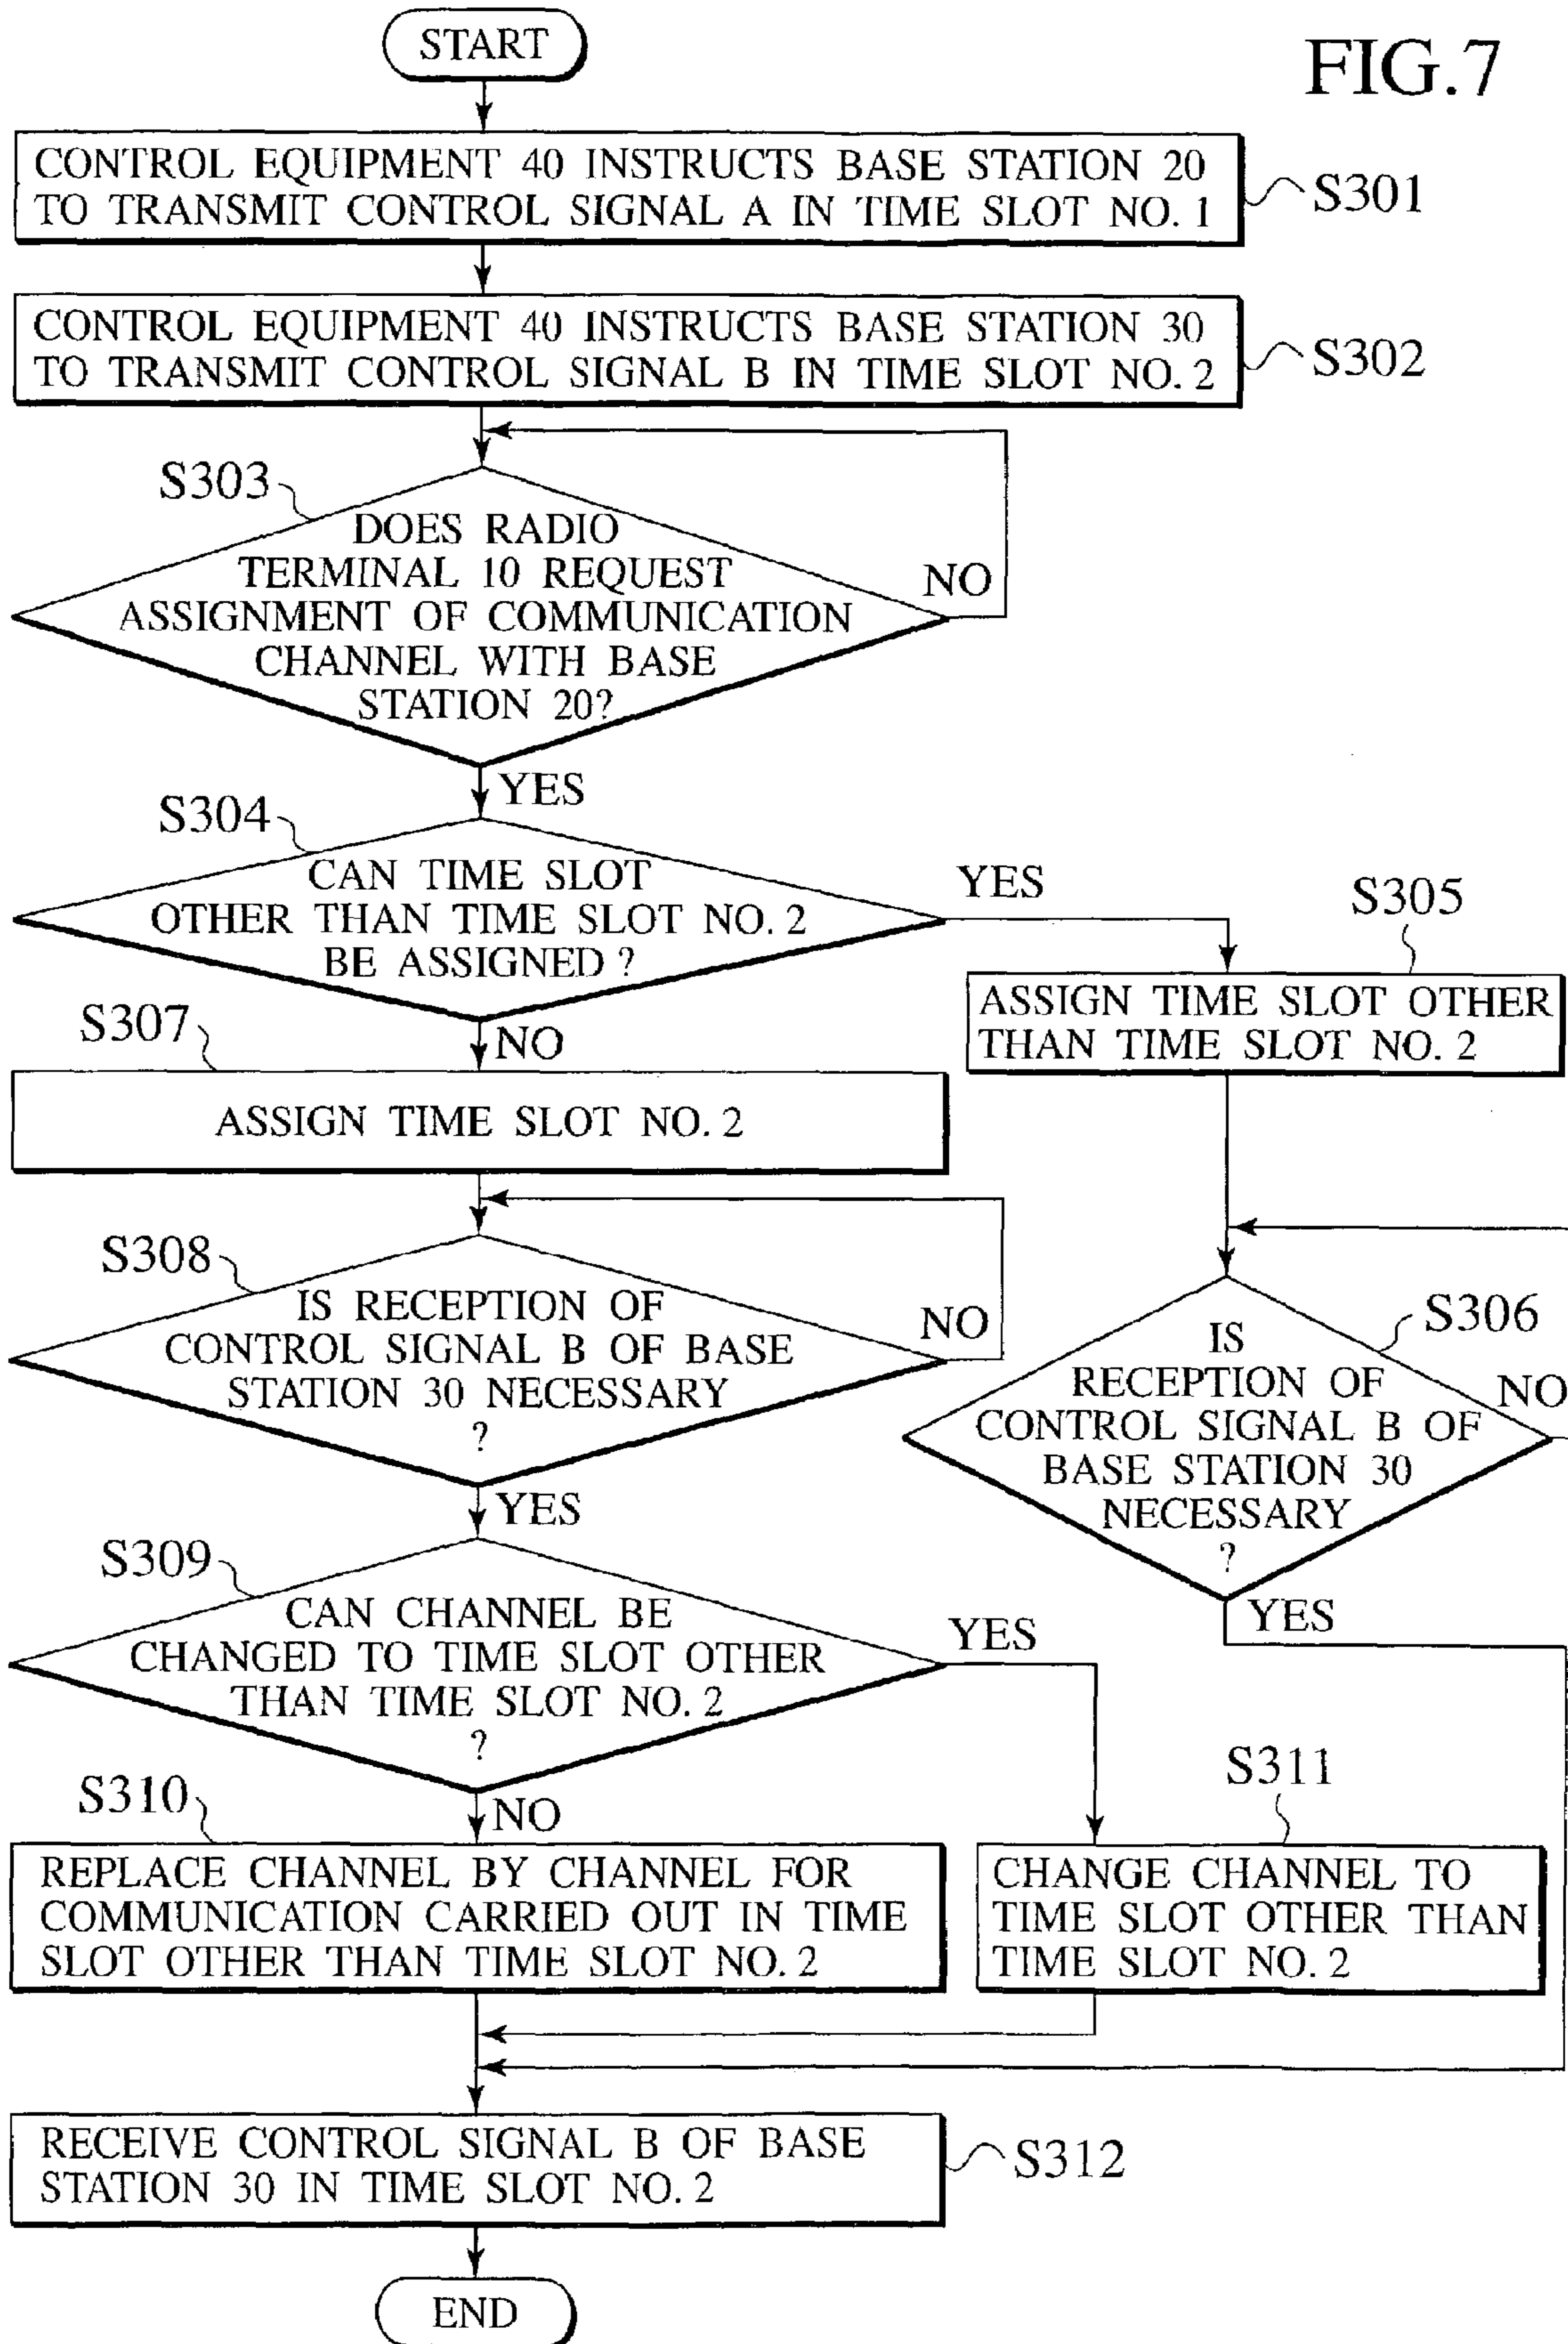 START
FIG.7
CONTROL EQUIPMENT 40 INSTRUCTS BASE STATION 20
TO TRANSMIT CONTROL SIGNAL A IN TIME SLOT NO. 1
S301
CONTROL EQUIPMENT 40 INSTRUCTS BASE STATION 30
TO TRANSMIT CONTROL SIGNAL B IN TIME SLOT NO. 2
S302
S303
DOES RADIO
TERMINAL 10 REQUEST
ASSIGNMENT OF COMMUNICATION
CHANNEL WITH BASE
STATION 20?
NO
YES
S304
CAN TIME SLOT
OTHER THAN TIME SLOT NO. 2
BE ASSIGNED ?
YES
NO
S305
ASSIGN TIME SLOT OTHER
THAN TIME SLOT NO. 2
S307
ASSIGN TIME SLOT NO. 2
S308
IS RECEPTION OF
CONTROL SIGNAL B OF BASE
STATION 30 NECESSARY
?
NO
YES
S306
IS
RECEPTION OF
CONTROL SIGNAL B OF
BASE STATION 30
NECESSARY
?
NO
YES
S309
CAN CHANNEL BE
CHANGED TO TIME SLOT OTHER
THAN TIME SLOT NO. 2
?
YES
NO
S310
REPLACE CHANNEL BY CHANNEL FOR
COMMUNICATION CARRIED OUT IN TIME
SLOT OTHER THAN TIME SLOT NO. 2
S311
CHANGE CHANNEL TO
TIME SLOT OTHER THAN
TIME SLOT NO. 2
RECEIVE CONTROL SIGNAL B OF BASE
STATION 30 IN TIME SLOT NO. 2
S312
END